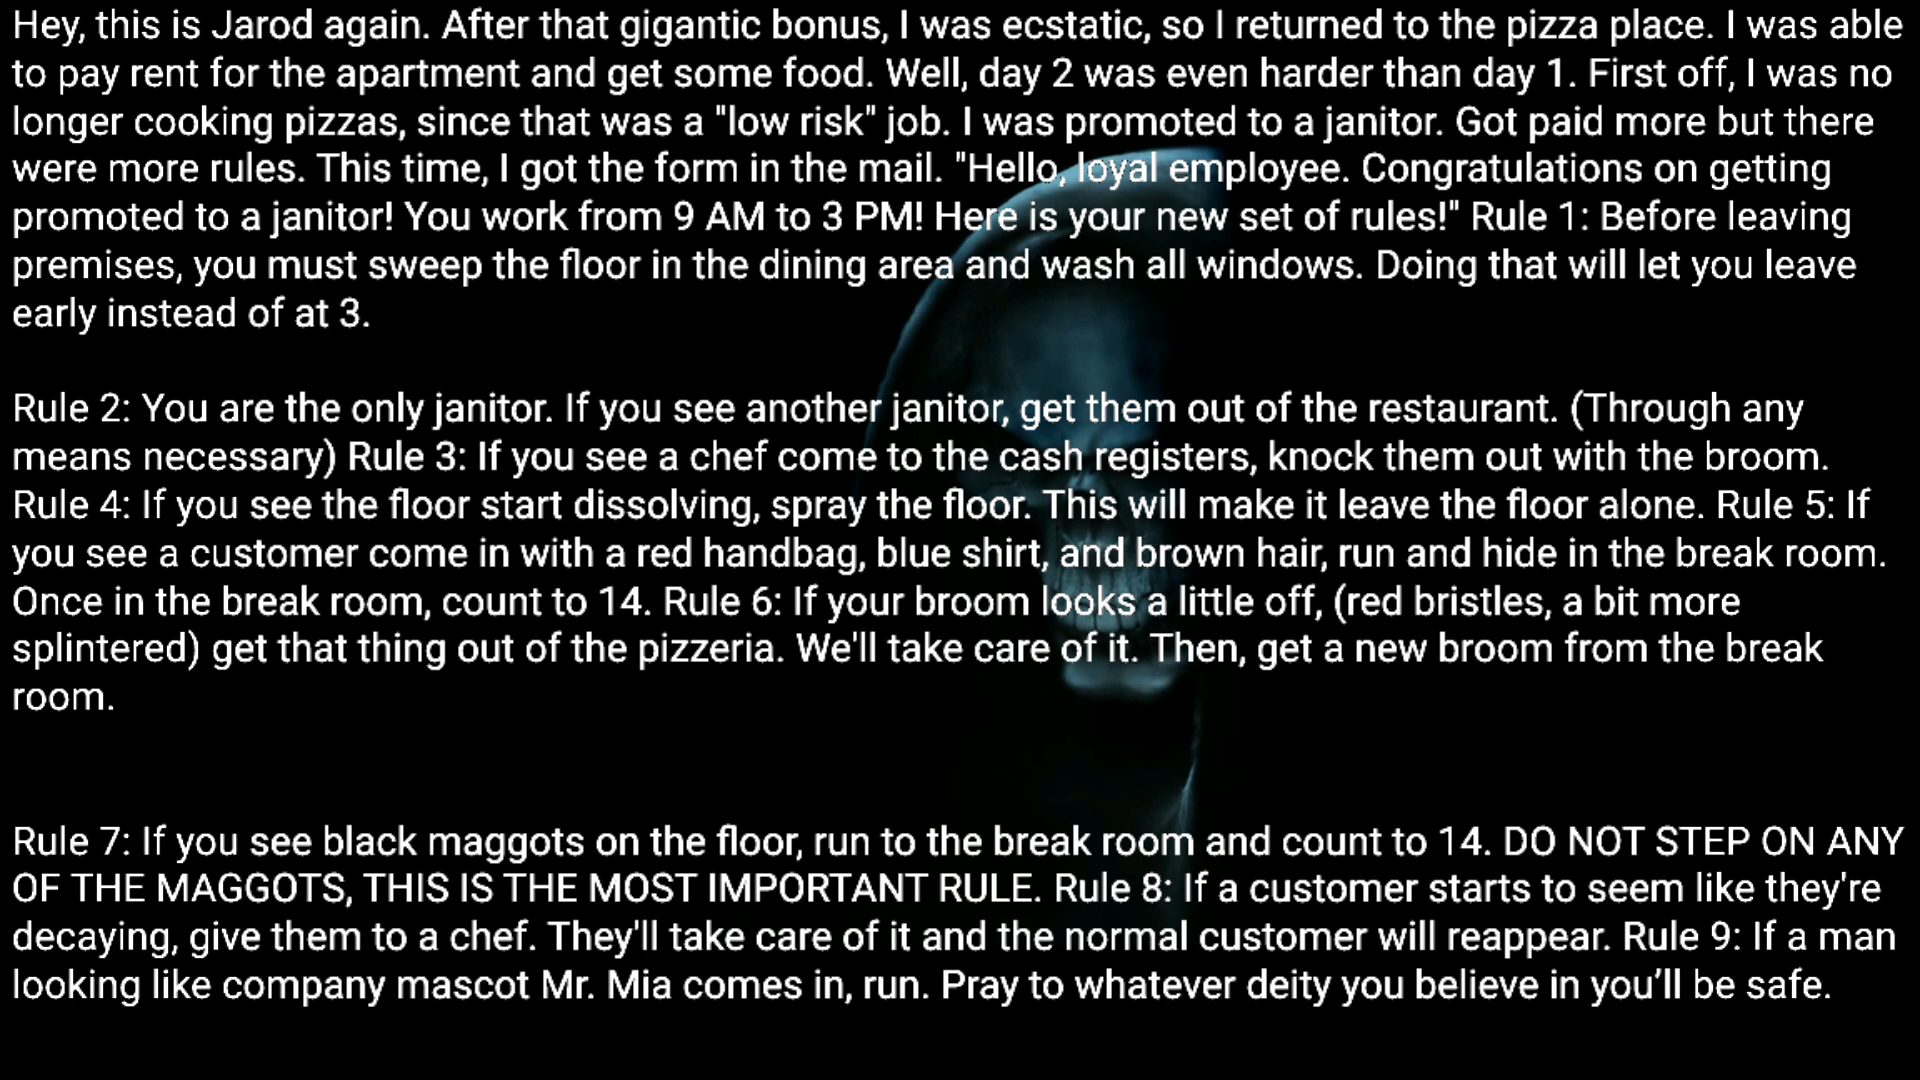 Hey, this is Jarod again. After that gigantic bonus, I was ecstatic, so I returned to the pizza place. I was able
to pay rent for the apartment and get some food. Well, day 2 was even harder than day 1. First off, I was no
longer cooking pizzas, since that was a "low risk" job. I was promoted to a janitor. Got paid more but there
were more rules. This time, I got the form in the mail. "Hello, loyal employee. Congratulations on getting
promoted to a janitor! You work from 9 AM to 3 PM! Here is your new set of rules!" Rule 1: Before leaving
premises, you must sweep the floor in the dining area and wash all windows. Doing that will let you leave
early instead of at 3.
Rule 2: You are the only janitor. If you see another janitor, get them out of the restaurant. (Through any
means necessary) Rule 3: If you see a chef come to the cash registers, knock them out with the broom.
Rule 4: If you see the floor start dissolving, spray the floor. This will make it leave the floor alone. Rule 5: If
you see a customer come in with a red handbag, blue shirt, and brown hair, run and hide in the break room.
Once in the break room, count to 14. Rule 6: If your broom looks a little off, (red bristles, a bit more
splintered) get that thing out of the pizzeria. We'll take care of it. Then, get a new broom from the break
room.
Rule 7: If you see black maggots on the floor, run to the break room and count to 14. DO NOT STEP ON ANY
OF THE MAGGOTS, THIS IS THE MOST IMPORTANT RULE. Rule 8: If a customer starts to seem like they're
decaying, give them to a chef. They'll take care of it and the normal customer will reappear. Rule 9: If a man
looking like company mascot Mr. Mia comes in, run. Pray to whatever deity you believe in you’ll be safe.